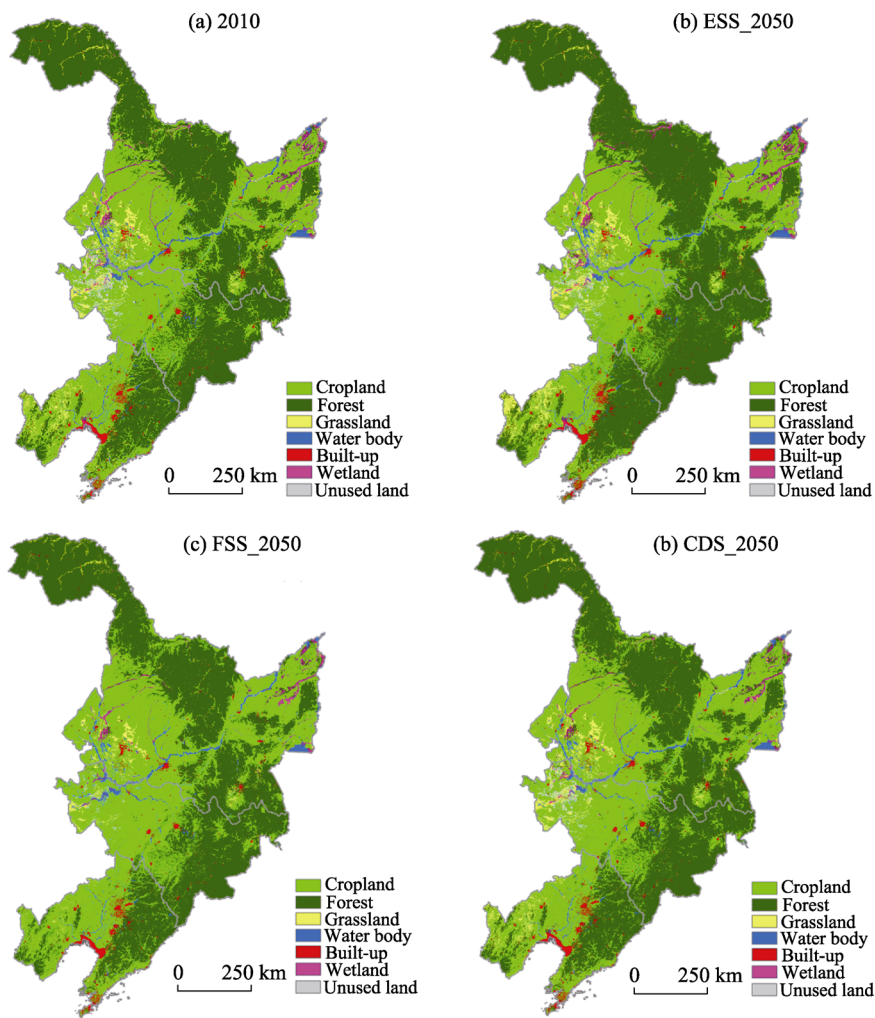 (a) 2010
Cropland
Forest
Grassland
Water body
Built-up
Wetland
Unused land
0 250 km
(b) ESS_2050
Cropland
Forest
Grassland
Water body
Built-up
Wetland
Unused land
0 250 km
(c) FSS_2050
Cropland
Forest
Grassland
Water body
Built-up
Wetland
Unused land
0 250 km
(b) CDS_2050
Cropland
Forest
Grassland
Water body
Built-up
Wetland
Unused land
0 250 km